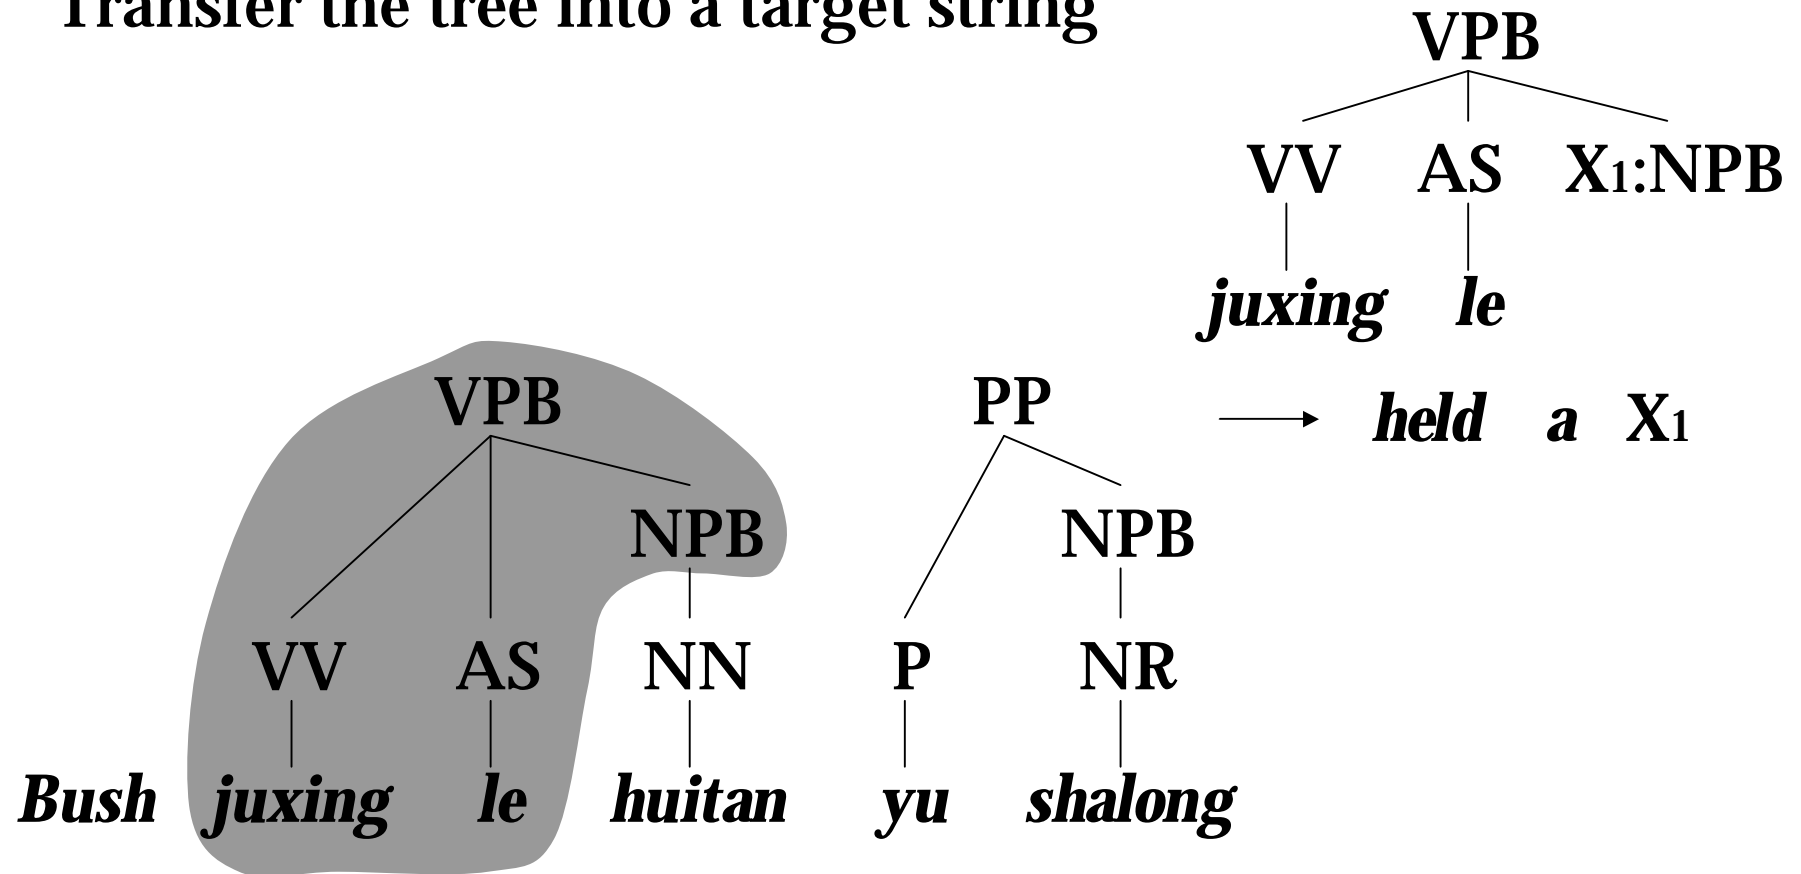 Transfer the tree into a target string
VPB
VV AS X1:NPB
juxing le
VPB PP → held a X1
NPB NPB
VV AS NN P NR
Bush juxing le huitan yu shalong